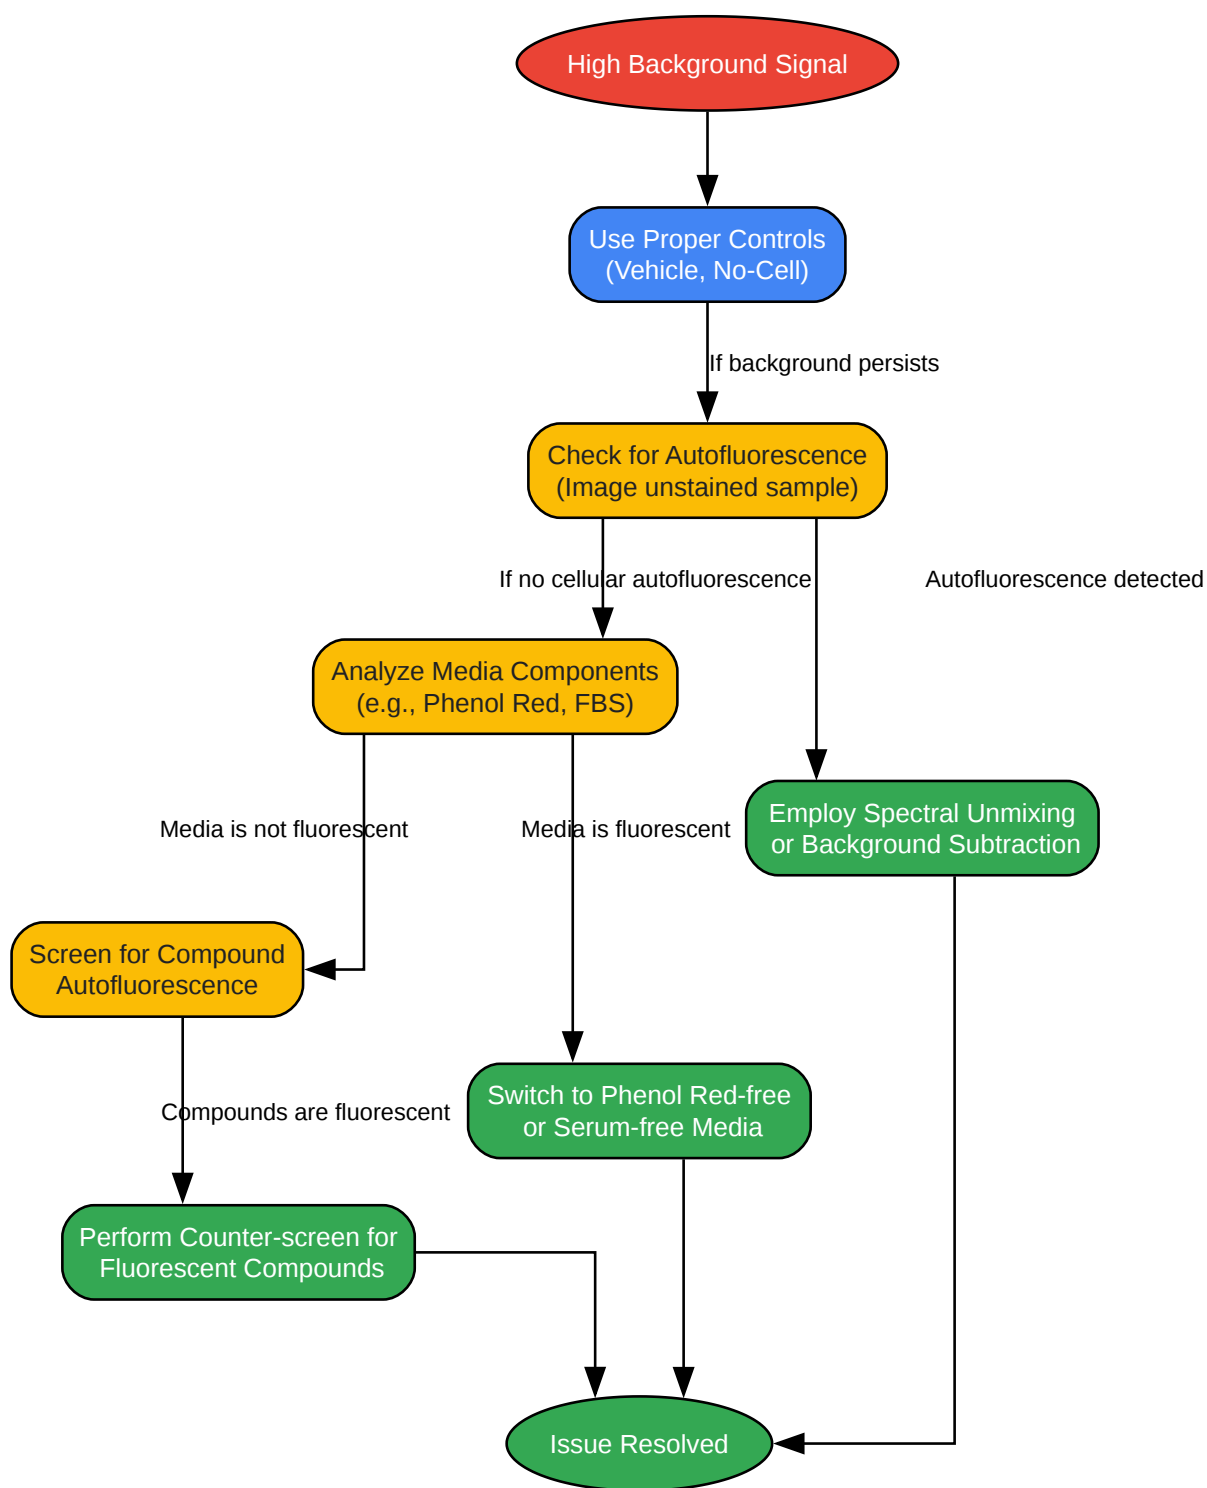 High Background Signal
Use Proper Controls
(Vehicle, No-Cell)
If background persists
Check for Autofluorescence
(Image unstained sample)
If no cellular autofluorescence
Autofluorescence detected
Analyze Media Components
(e.g., Phenol Red, FBS)
Media is not fluorescent
Media is fluorescent
Employ Spectral Unmixing
or Background Subtraction
Screen for Compound
Autofluorescence
Compounds are fluorescent
Switch to Phenol Red-free
or Serum-free Media
Perform Counter-screen for
Fluorescent Compounds
Issue Resolved